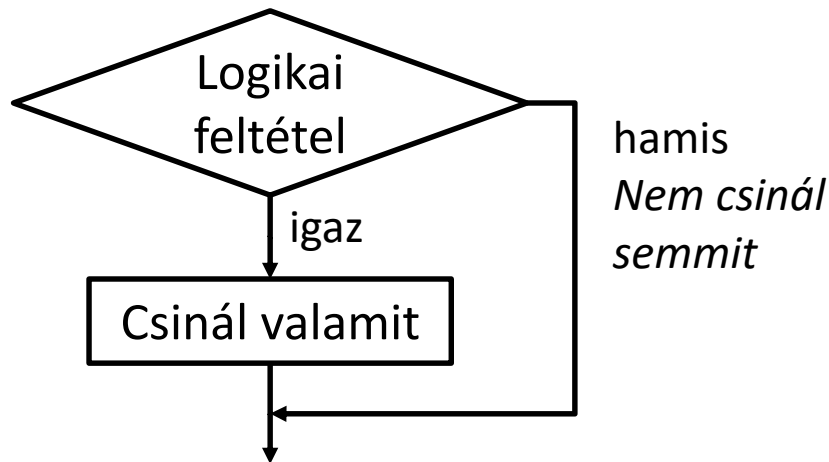 Logikai
feltétel
hamis
Nem csinál
semmit
igaz
Csinál valamit